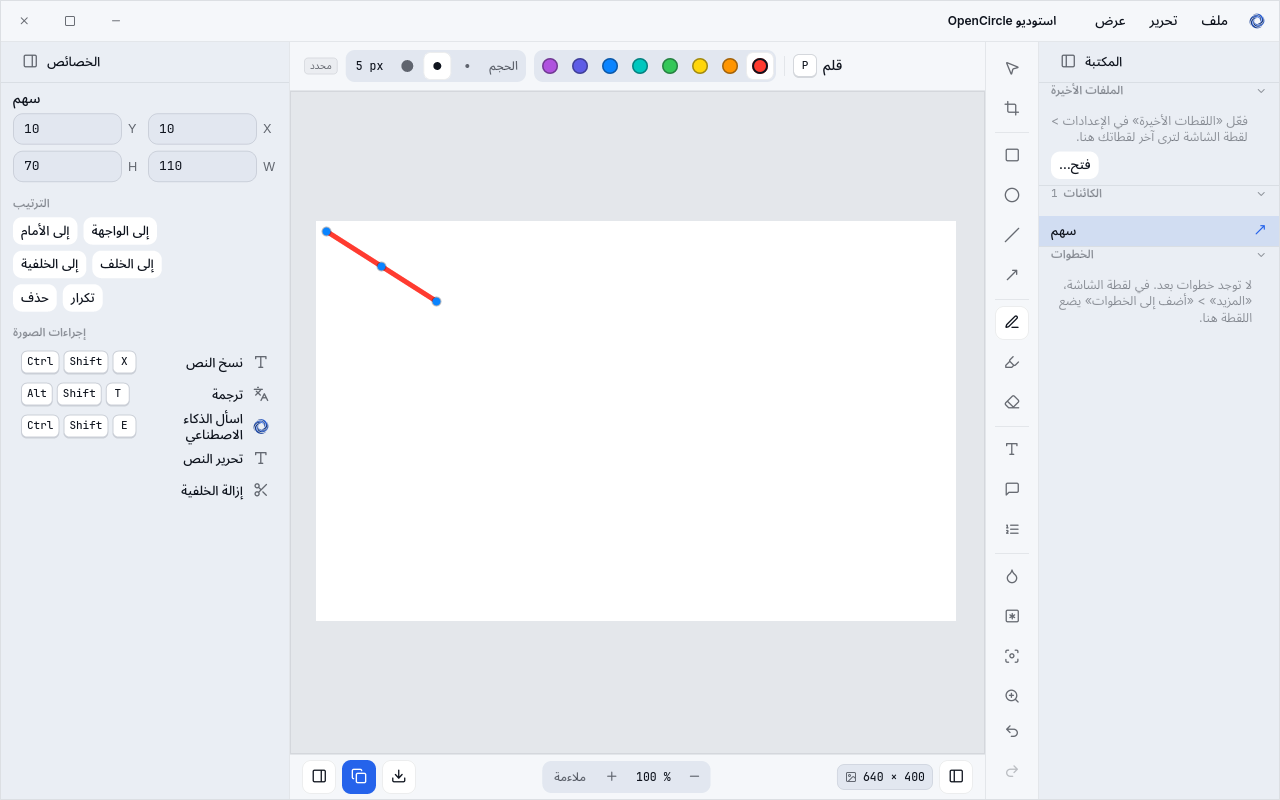 ملف تحرير عرض استوديو OpenCircle
المكتبة
الملفات الأخيرة
فعّل «اللقطات الأخيرة» في الإعدادات >
لقطة الشاشة لترى آخر لقطاتك هنا.
فتح...
الكائنات 1
سهم
الخطوات
لا توجد خطوات بعد. في لقطة الشاشة،
«المزيد» > «أضف إلى الخطوات» يضع
اللقطة هنا.
قلم P
الحجم 5 px محدد
640 × 400
100 %
ملاءمة
الخصائص
سهم
X 10 Y 10
W 110 H 70
الترتيب
إلى الواجهة إلى الأمام
إلى الخلف إلى الخلفية
تكرار حذف
إجراءات الصورة
نسخ النص Ctrl Shift X
ترجمة Alt Shift T
اسأل الذكاء
الاصطناعي Ctrl Shift E
تحرير النص
إزالة الخلفية